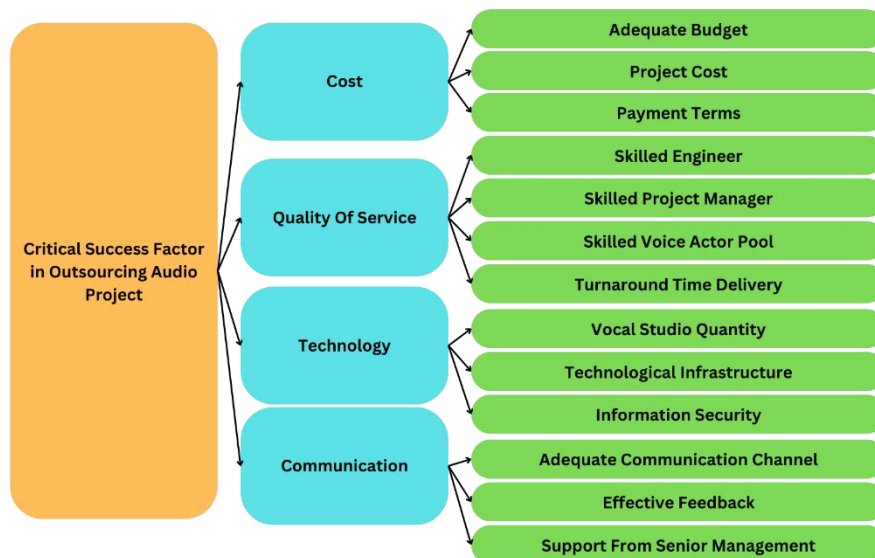 Critical Success Factor
in Outsourcing Audio
Project
Cost
Adequate Budget
Project Cost
Payment Terms
Quality Of Service
Skilled Engineer
Skilled Project Manager
Skilled Voice Actor Pool
Turnaround Time Delivery
Technology
Vocal Studio Quantity
Technological Infrastructure
Information Security
Communication
Adequate Communication Channel
Effective Feedback
Support From Senior Management